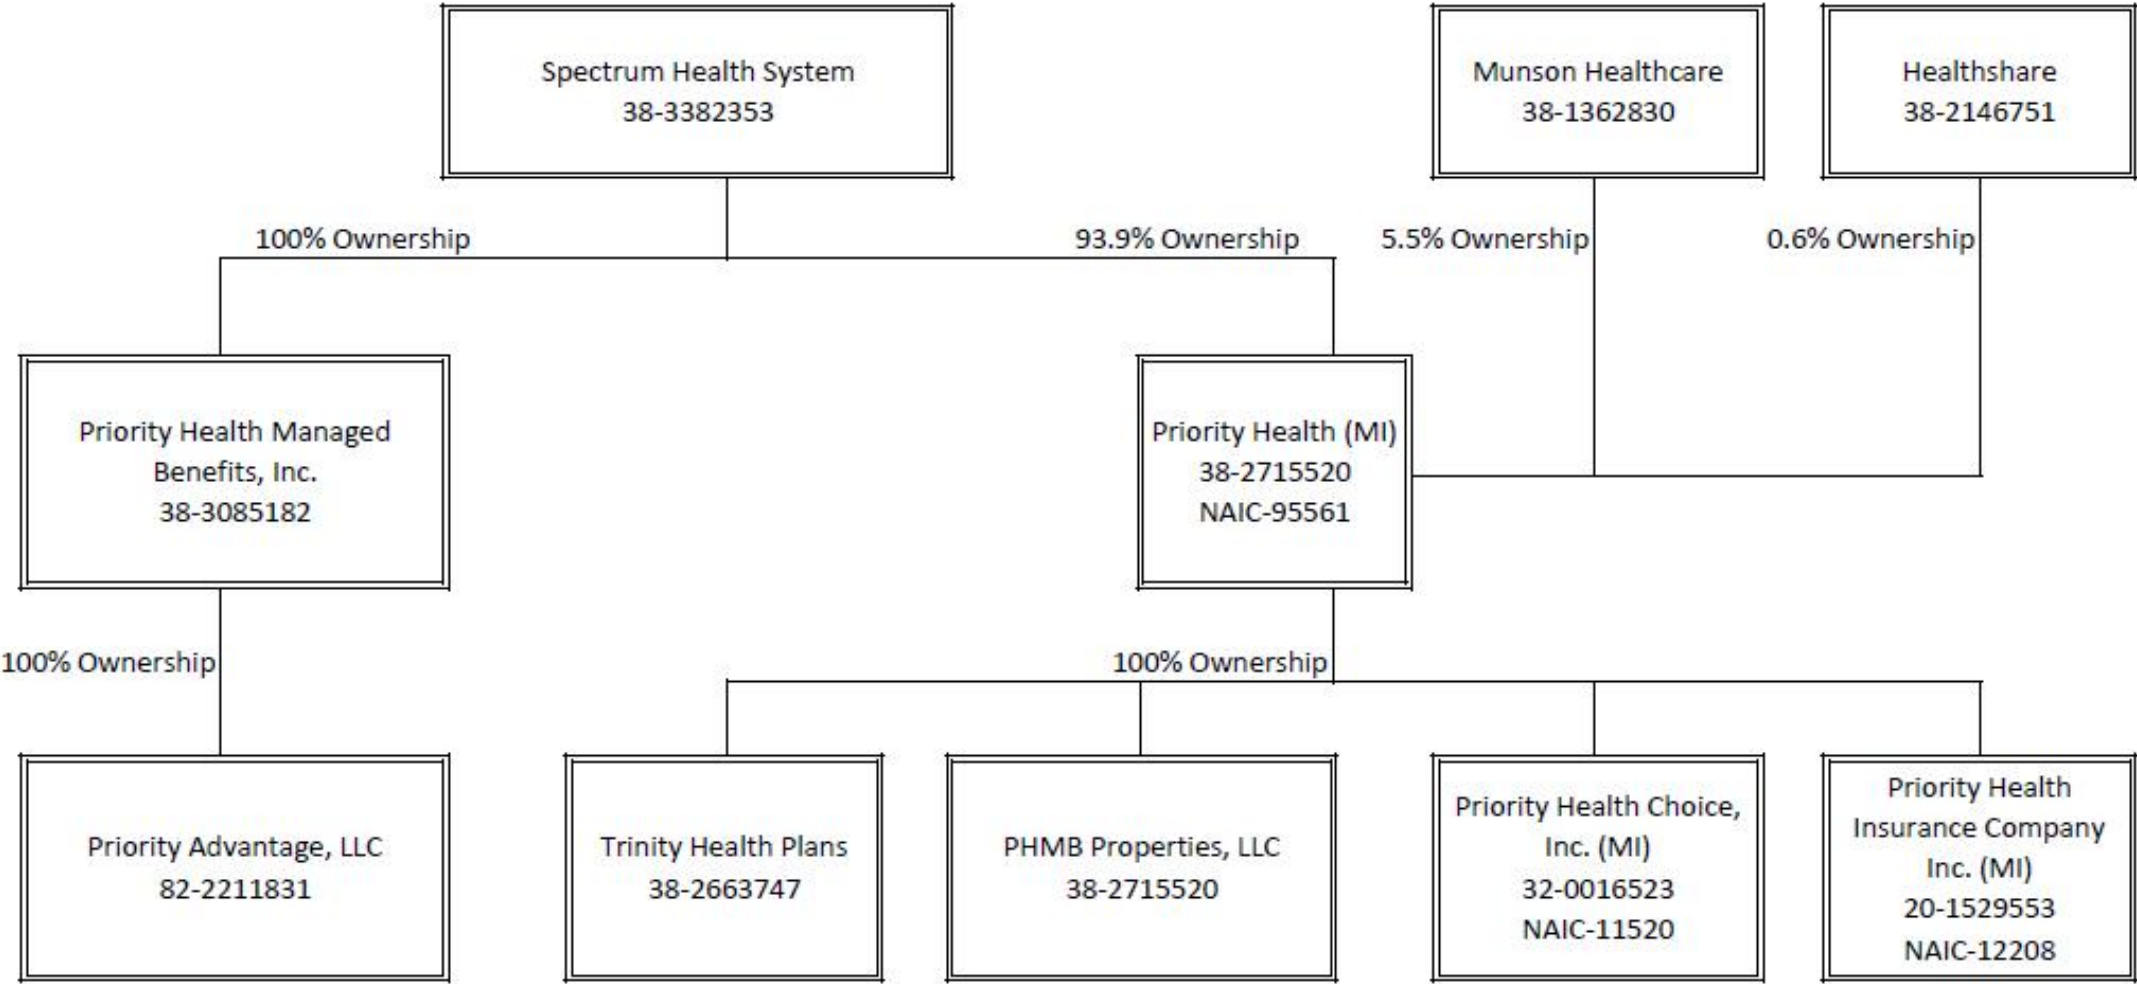 Spectrum Health System
38-3382353
Munson Healthcare
38-1362830
Healthshare
38-2146751
100% Ownership
93.9% Ownership
5.5% Ownership
0.6% Ownership
Priority Health Managed
Benefits, Inc.
38-3085182
Priority Health (MI)
38-2715520
NAIC-95561
100% Ownership
100% Ownership
Priority Advantage, LLC
82-2211831
Trinity Health Plans
38-2663747
PHMB Properties, LLC
38-2715520
Priority Health Choice,
Inc. (MI)
32-0016523
NAIC-11520
Priority Health
Insurance Company
Inc. (MI)
20-1529553
NAIC-12208